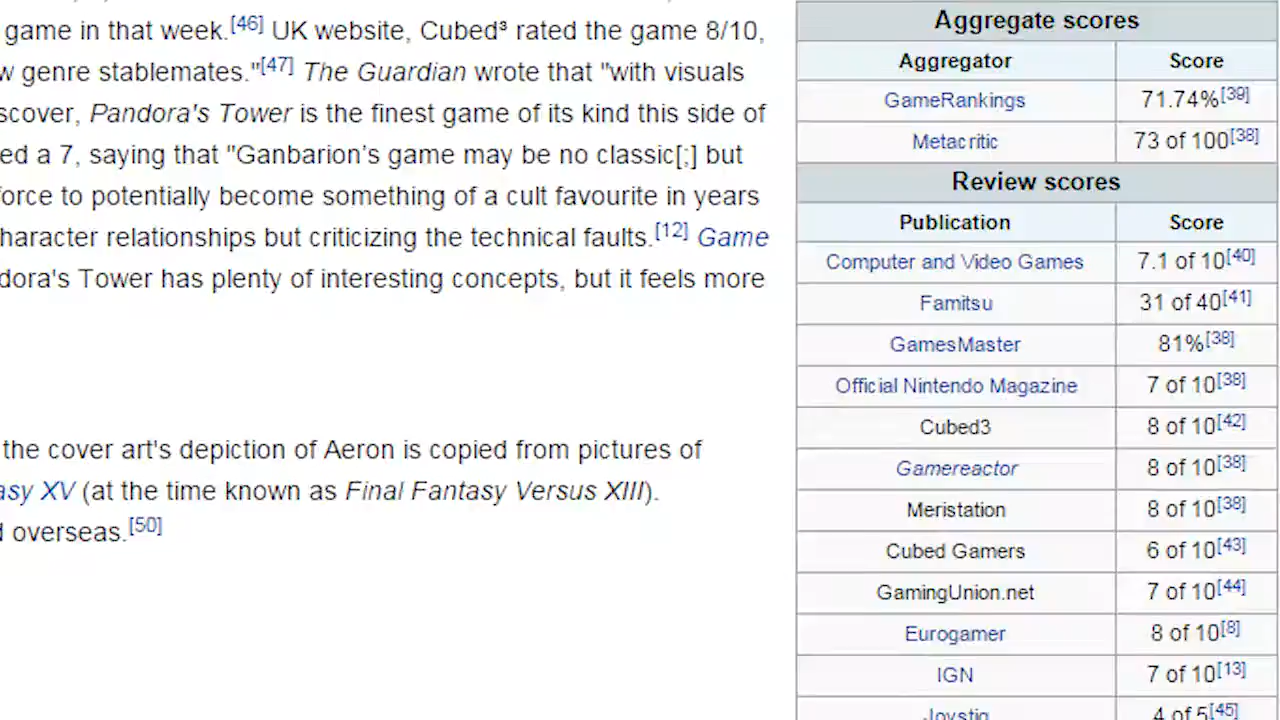 game in that week.[46] UK website, Cubed³ rated the game 8/10,
w genre stablemates."[47] The Guardian wrote that "with visuals
scover, Pandora's Tower is the finest game of its kind this side of
ed a 7, saying that "Ganbarion's game may be no classic[;] but
force to potentially become something of a cult favourite in years
haracter relationships but criticizing the technical faults.[12] Game
dora's Tower has plenty of interesting concepts, but it feels more
the cover art's depiction of Aeron is copied from pictures of
asy XV (at the time known as Final Fantasy Versus XIII).
overseas.[50]
Aggregate scores
Aggregator Score
GameRankings 71.74%[39]
Metacritic 73 of 100[38]
Review scores
Publication Score
Computer and Video Games 7.1 of 10[40]
Famitsu 31 of 40[41]
GamesMaster 81%[38]
Official Nintendo Magazine 7 of 10[38]
Cubed3 8 of 10[42]
Gamereactor 8 of 10[38]
Meristation 8 of 10[38]
Cubed Gamers 6 of 10[43]
GamingUnion.net 7 of 10[44]
Eurogamer 8 of 10[8]
IGN 7 of 10[13]
Joystiq 4 of 5[45]